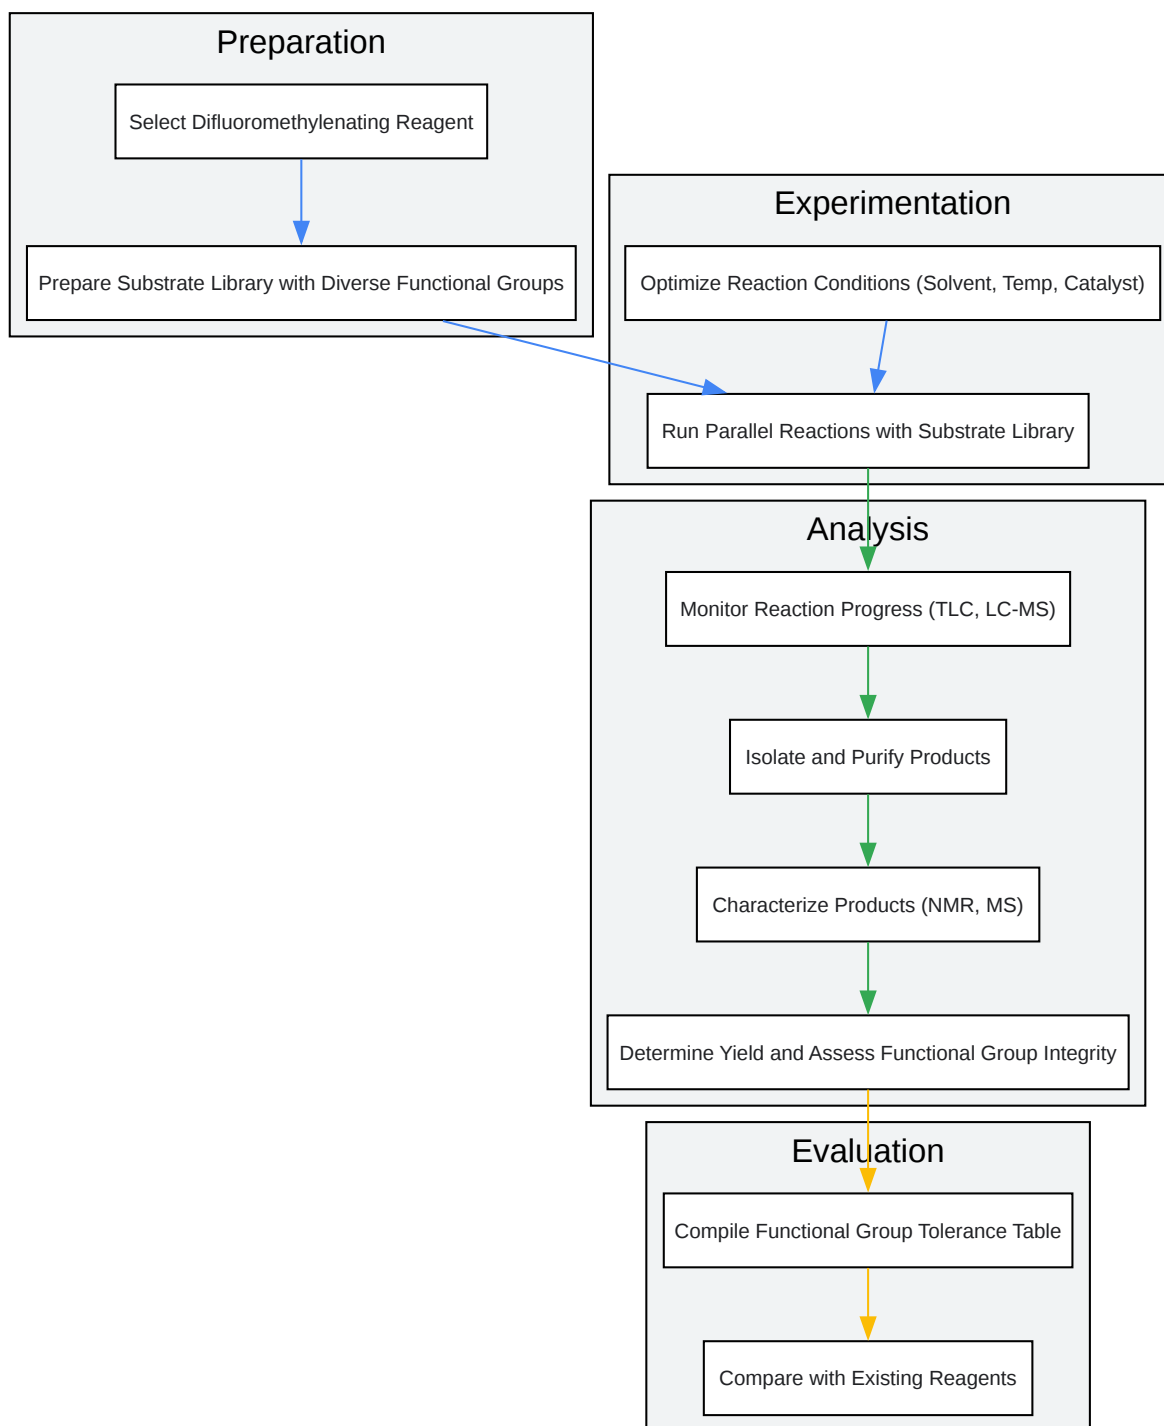 Preparation
Select Difluoromethylenating Reagent
Prepare Substrate Library with Diverse Functional Groups
Experimentation
Optimize Reaction Conditions (Solvent, Temp, Catalyst)
Run Parallel Reactions with Substrate Library
Analysis
Monitor Reaction Progress (TLC, LC-MS)
Isolate and Purify Products
Characterize Products (NMR, MS)
Determine Yield and Assess Functional Group Integrity
Evaluation
Compile Functional Group Tolerance Table
Compare with Existing Reagents